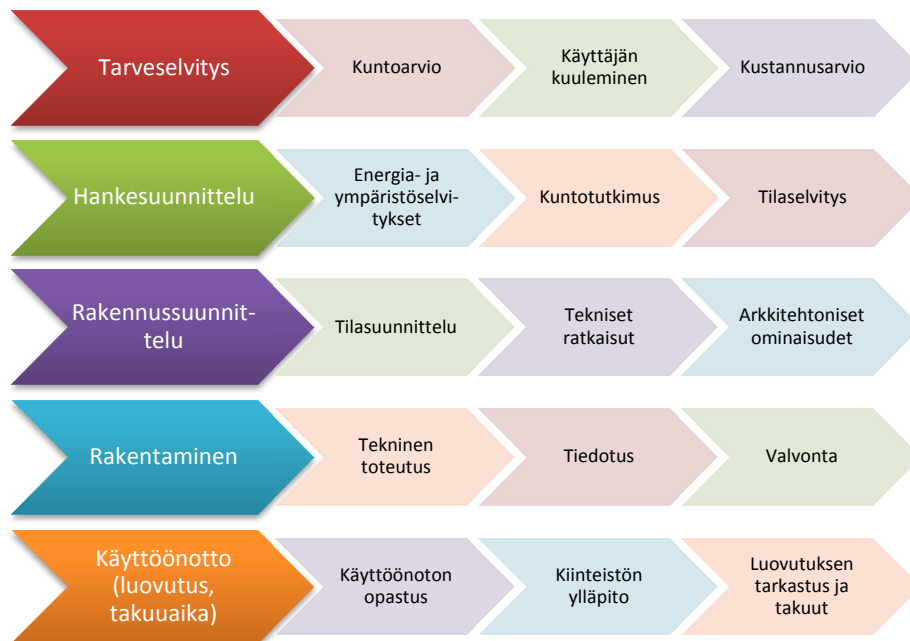 Tarveselvitys
Kuntoarvio
Käyttäjän
kuuleminen
Kustannusarvio
Hankesuunnittelu
Energia- ja
ympäristöselvi-
tykset
Kuntotutkimus
Tilaselvitys
Rakennussuunnit-
telu
Tilasuunnittelu
Tekniset
ratkaisut
Arkkitehtoniset
ominaisudet
Rakentaminen
Tekninen
toteutus
Tiedotus
Valvonta
Käyttöönotto
(luovutus,
takuuaika)
Käyttöönoton
opastus
Kiinteistön
ylläpito
Luovutuksen
tarkastus ja
takuut